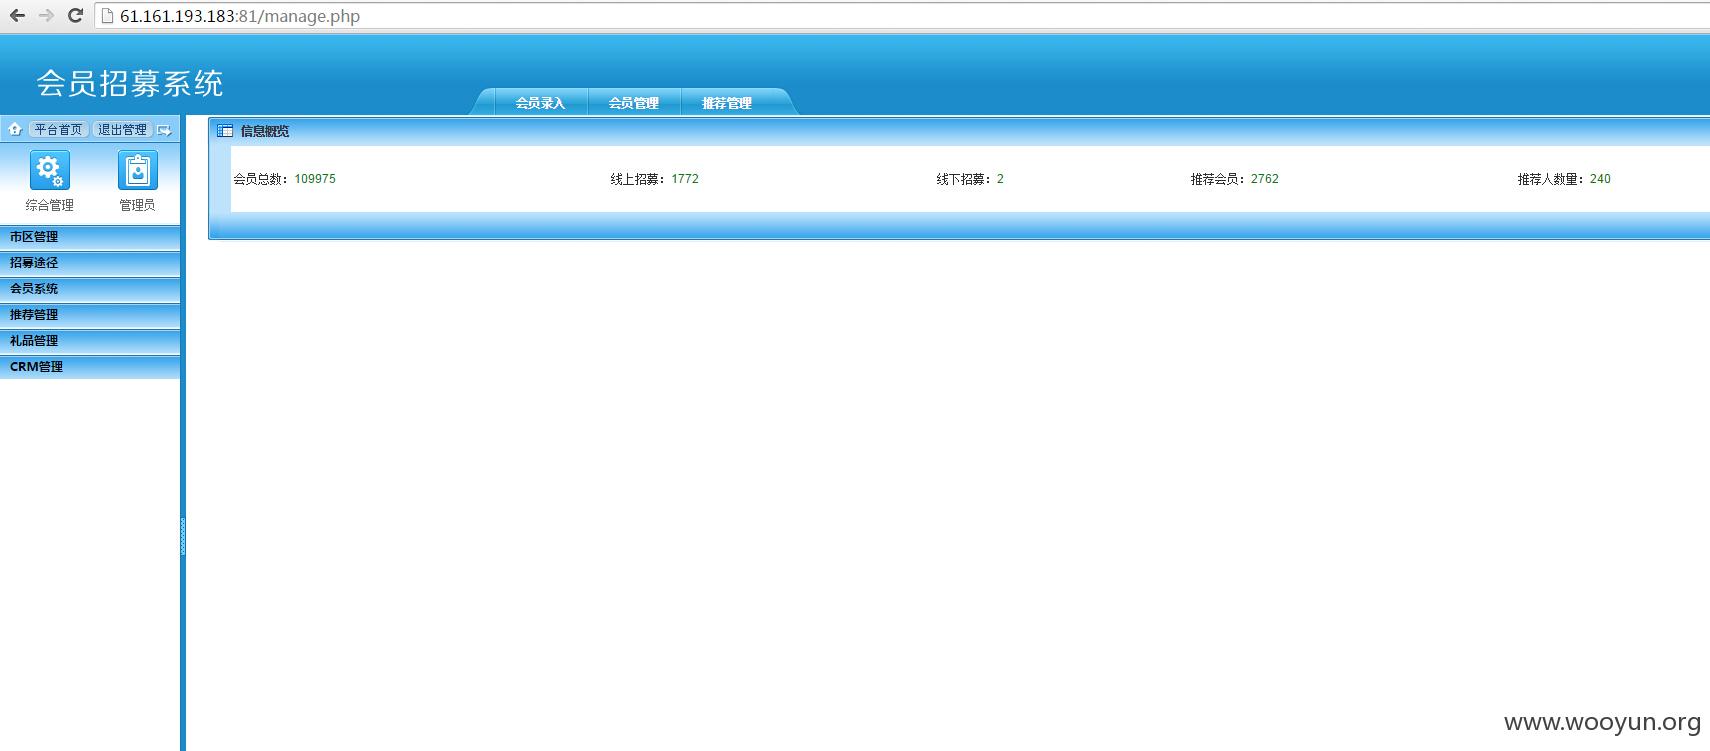 61.161.193.183:81/manage.php
会员招募系统
会员录入 会员管理 推荐管理
平台首页 退出管理
信息概览
会员总数：109975 线上招募：1772 线下招募：2 推荐会员：2762 推荐人数量：240
综合管理 管理员
市区管理
招募途径
会员系统
推荐管理
礼品管理
CRM管理
www.wooyun.org